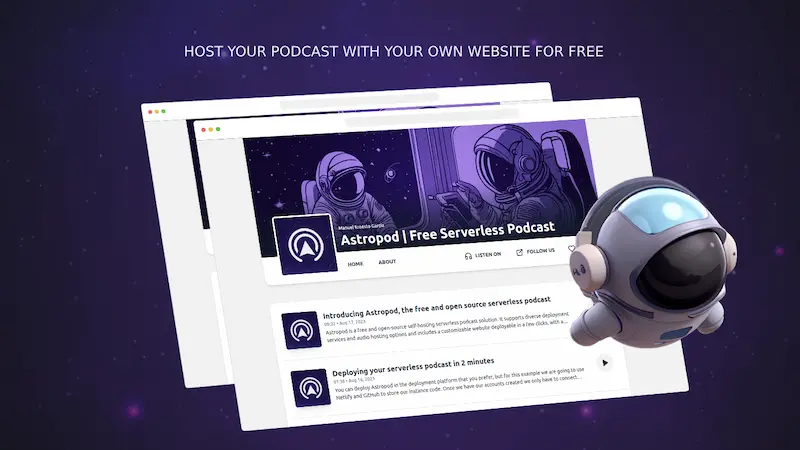 HOST YOUR PODCAST WITH YOUR OWN WEBSITE FOR FREE
Manuel Ernesto Garcia
Astropod | Free Serverless Podcast
HOME ABOUT LISTEN ON FOLLOW US
Introducing Astropod, the free and open source serverless podcast
09:22 • Aug 17, 2023
Astropod is a free and open-source self-hosting serverless podcast solution. It supports diverse deployment
services and audio hosting options and includes a customisable website deployable in a few clicks, with a...
Deploying your serverless podcast in 2 minutes
01:38 • Aug 16, 2023
You can deploy Astropod in the deployment platform that you prefer, but for this example we are going to use
Netlify and GitHub to store our instance code. Once we have our accounts created we only have to connect...